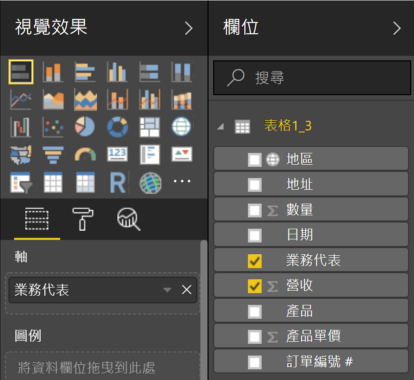 視覺效果
123
R
軸
業務代表
圖例
將資料欄位拖曳到此處
欄位
搜尋
表格1_3
地區
地址
Σ 數量
日期
業務代表
Σ 營收
產品
Σ 產品單價
訂單編號 #